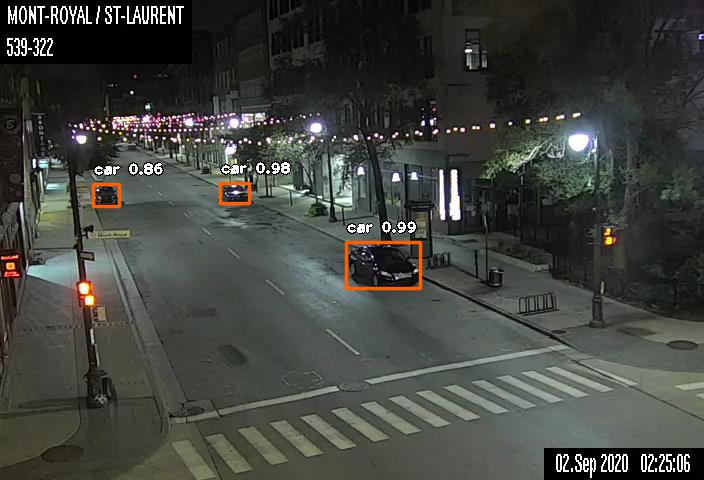 MONT-ROYAL / ST-LAURENT
539-322
car 0.86
car 0.98
car 0.99
02.Sep 2020 02:25:06